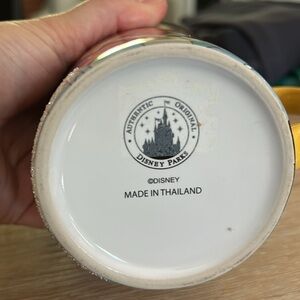 AUTHENTIC ORIGINAL
DISNEY PARKS
©DISNEY
MADE IN THAILAND